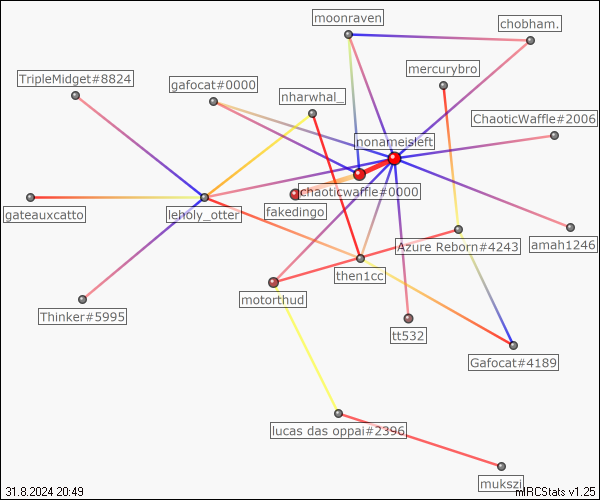 moonraven
chobham.
mercurybro
TripleMidget#8824
gafocat#0000
nharwhal_
ChaoticWaffle#2006
nonameisleft
chaoticwaffle#0000
fakedingo
gateauxcatto
leholy_otter
Azure Reborn#4243
amah1246
then1cc
motorthud
Thinker#5995
tt532
Gafocat#4189
lucas das oppai#2396
mukszi
31.8.2024 20:49
mIRCStats v1.25